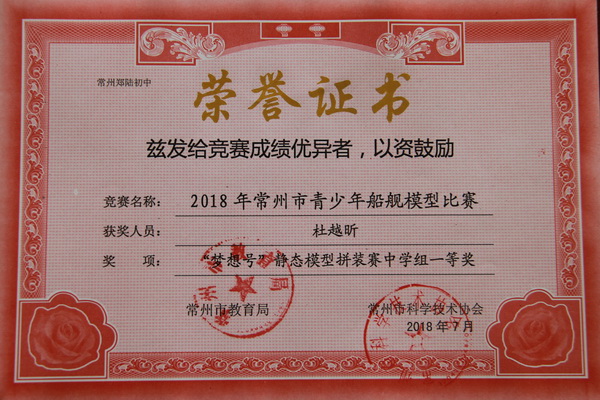 常州郑陆初中
荣誉证书
兹发给竞赛成绩优异者，以资鼓励
竞赛名称： 2018年常州市青少年船舰模型比赛
获奖人员： 杜越昕
奖 项： “梦想号”静态模型拼装赛中学组一等奖
常州市教育局 常州市科学技术协会
2018年7月